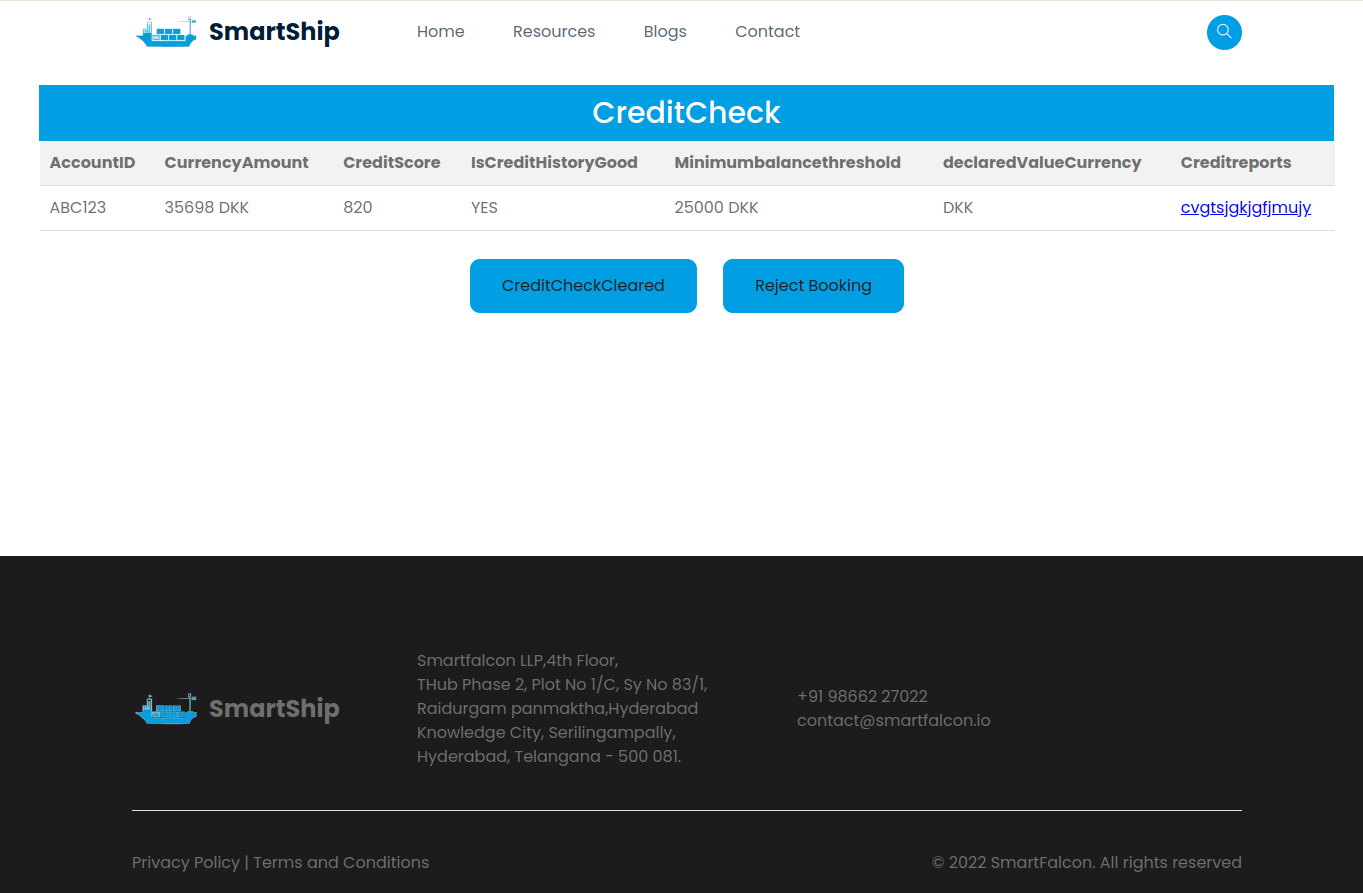 SmartShip Home Resources Blogs Contact
CreditCheck
AccountID CurrencyAmount CreditScore IsCreditHistoryGood Minimumbalancethreshold declaredValueCurrency Creditreports
ABC123 35698 DKK 820 YES 25000 DKK DKK cvgtsjgkjgfjmujy
CreditCheckCleared Reject Booking
SmartShip
Smartfalcon LLP,4th Floor,
THub Phase 2, Plot No 1/C, Sy No 83/1,
Raidurgam panmaktha,Hyderabad
Knowledge City, Serilingampally,
Hyderabad, Telangana - 500 081.
+91 98662 27022
contact@smartfalcon.io
Privacy Policy | Terms and Conditions
© 2022 SmartFalcon. All rights reserved